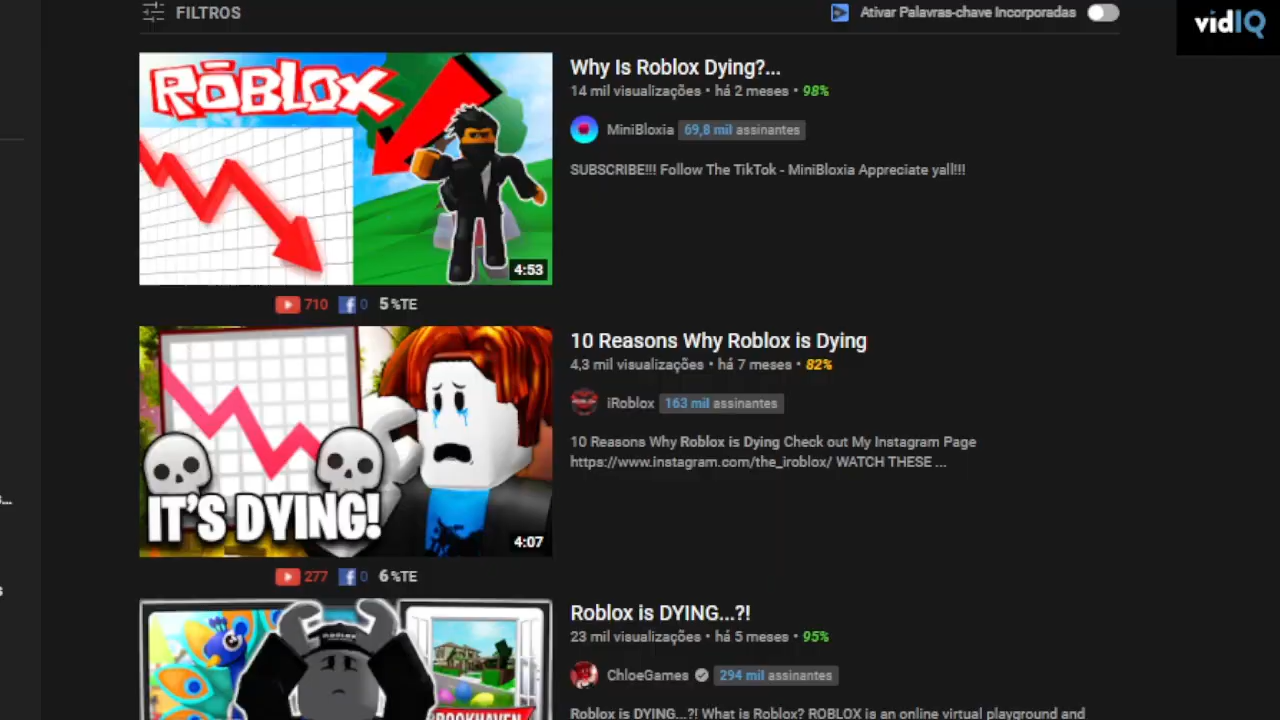 FILTROS
Ativar Palavras-chave Incorporadas
vidIQ
ROBLOX
4:53
Why Is Roblox Dying?...
14 mil visualizações • há 2 meses • 98%
MiniBloxia 69,8 mil assinantes
SUBSCRIBE!!! Follow The TikTok - MiniBloxia Appreciate yall!!!
710 0 5%TE
IT'S DYING!
4:07
10 Reasons Why Roblox is Dying
4,3 mil visualizações • há 7 meses • 82%
iRoblox 163 mil assinantes
10 Reasons Why Roblox is Dying Check out My Instagram Page
https://www.instagram.com/the_iroblox/ WATCH THESE ...
277 0 6%TE
ROBLOX
BROOKHAVEN
Roblox is DYING...?!
23 mil visualizações • há 5 meses • 95%
ChloeGames 294 mil assinantes
Roblox is DYING...?! What is Roblox? ROBLOX is an online virtual playground and